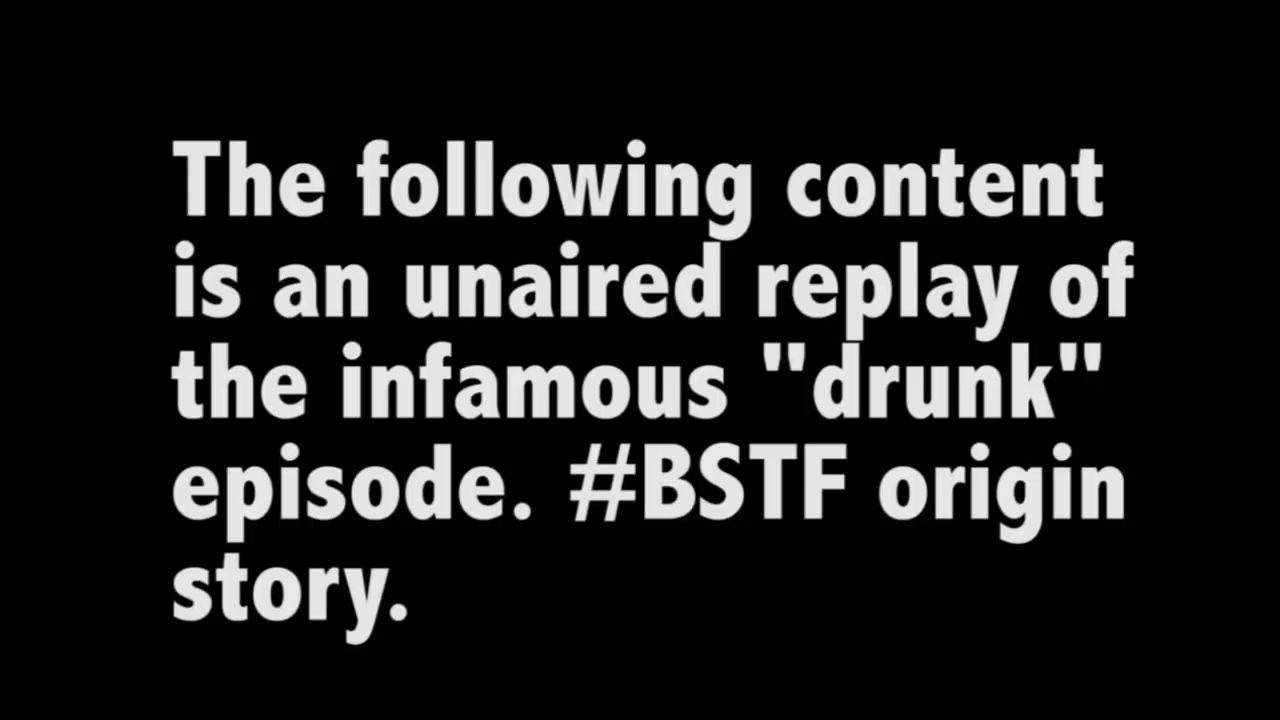 The following content
is an unaired replay of
the infamous "drunk"
episode. #BSTF origin
story.